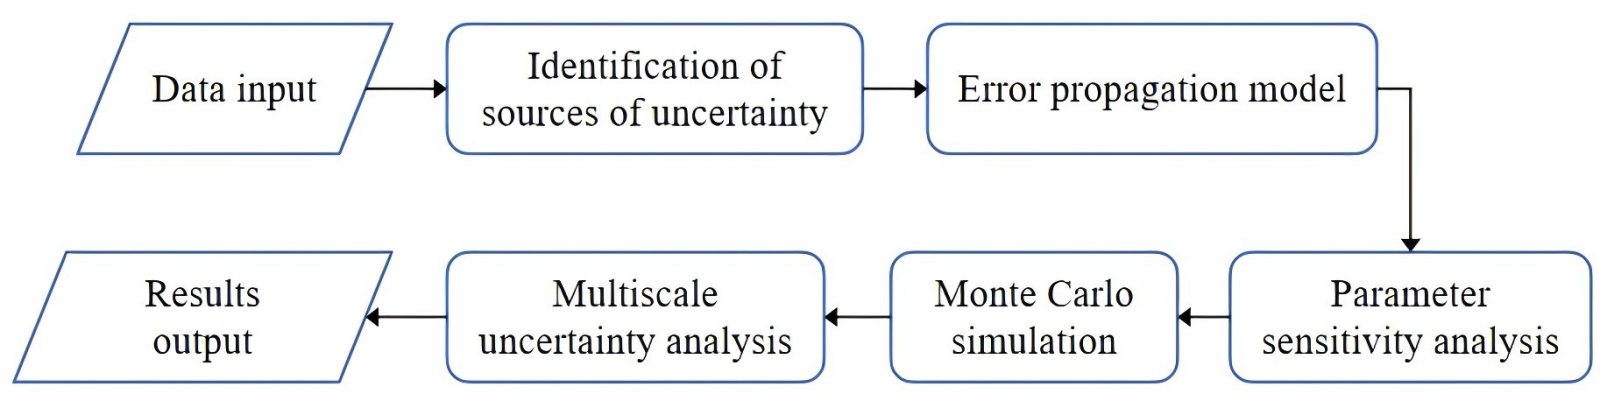 Data input
Identification of
sources of uncertainty
Error propagation model
Parameter
sensitivity analysis
Monte Carlo
simulation
Multiscale
uncertainty analysis
Results
output